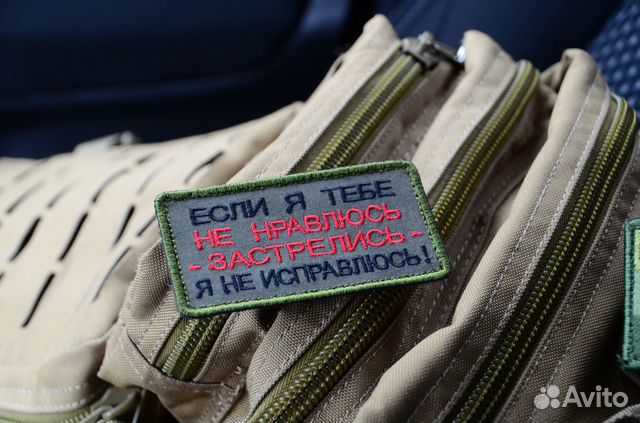 ЕСЛИ Я ТЕБЕ
НЕ НРАВЛЮСЬ
- ЗАСТРЕЛИСЬ -
Я НЕ ИСПРАВЛЮСЬ!
Avito